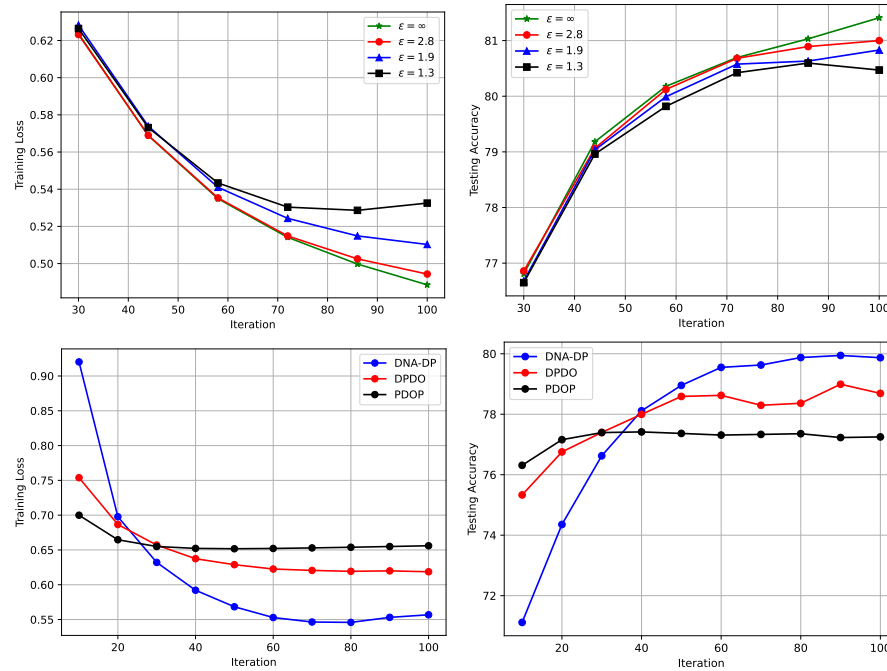 0.62
0.60
0.58
0.56
0.54
0.52
0.50
Training Loss
30 40 50 60 70 80 90 100
Iteration
ε = ∞
ε = 2.8
ε = 1.9
ε = 1.3
81
80
79
78
77
Testing Accuracy
30 40 50 60 70 80 90 100
Iteration
ε = ∞
ε = 2.8
ε = 1.9
ε = 1.3
0.90
0.85
0.80
0.75
0.70
0.65
0.60
0.55
Training Loss
20 40 60 80 100
Iteration
DNA-DP
DPDO
PDOP
80
78
76
74
72
Testing Accuracy
20 40 60 80 100
Iteration
DNA-DP
DPDO
PDOP